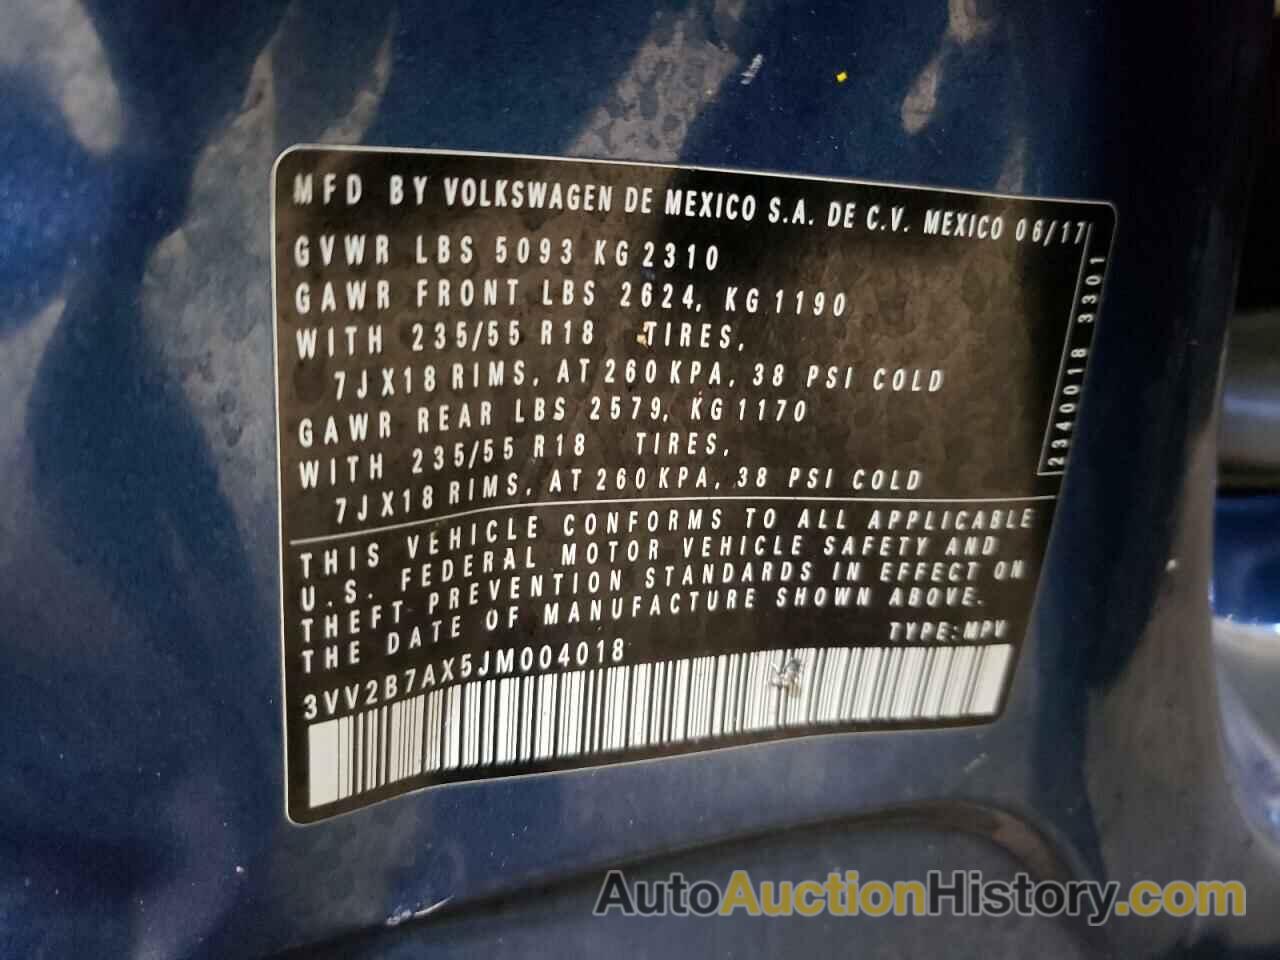 MFD BY VOLKSWAGEN DE MEXICO S.A. DE C.V. MEXICO 06/17
GVWR LBS 5093 KG 2310
GAWR FRONT LBS 2624, KG 1190
WITH 235/55 R18 TIRES,
7JX18 RIMS, AT 260 KPA, 38 PSI COLD
GAWR REAR LBS 2579, KG 1170
WITH 235/55 R18 TIRES,
7JX18 RIMS, AT 260 KPA, 38 PSI COLD
2340018 3301
THIS VEHICLE CONFORMS TO ALL APPLICABLE
U.S. FEDERAL MOTOR VEHICLE SAFETY AND
THEFT PREVENTION STANDARDS IN EFFECT ON
THE DATE OF MANUFACTURE SHOWN ABOVE.
3VV2B7AX5JM004018 TYPE: MPV
AutoAuctionHistory.com